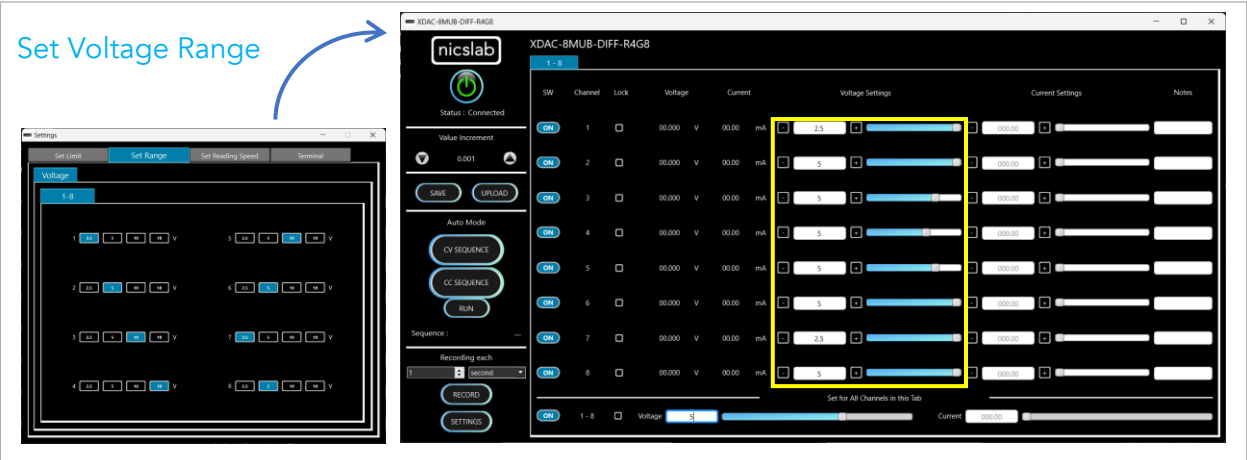 Set Voltage Range
Settings
Set Limit Set Range Set Reading Speed Terminal
Voltage
1-8
1 2.5 5 10 18 V 5 2.5 5 10 18 V
2 2.5 5 10 18 V 6 2.5 5 10 18 V
3 2.5 5 10 18 V 7 2.5 5 10 18 V
4 2.5 5 10 18 V 8 2.5 5 10 18 V
XDAC-8MUB-DIFF-R4G8
nicslab
Status : Connected
Value Increment
0.001
SAVE UPLOAD
Auto Mode
CV SEQUENCE
CC SEQUENCE
RUN
Sequence : ...
Recording each
1 second
RECORD
SETTINGS
XDAC-8MUB-DIFF-R4G8
1 - 8
SW Channel Lock Voltage Current Voltage Settings Current Settings Notes
ON 1 00.000 V 00.00 mA - 2.5 + - 000.00 +
ON 2 00.000 V 00.00 mA - 5 + - 000.00 +
ON 3 00.000 V 00.00 mA - 5 + - 000.00 +
ON 4 00.000 V 00.00 mA - 5 + - 000.00 +
ON 5 00.000 V 00.00 mA - 5 + - 000.00 +
ON 6 00.000 V 00.00 mA - 5 + - 000.00 +
ON 7 00.000 V 00.00 mA - 2.5 + - 000.00 +
ON 8 00.000 V 00.00 mA - 5 + - 000.00 +
Set for All Channels in this Tab
ON 1 - 8 Voltage 5 Current 000.00